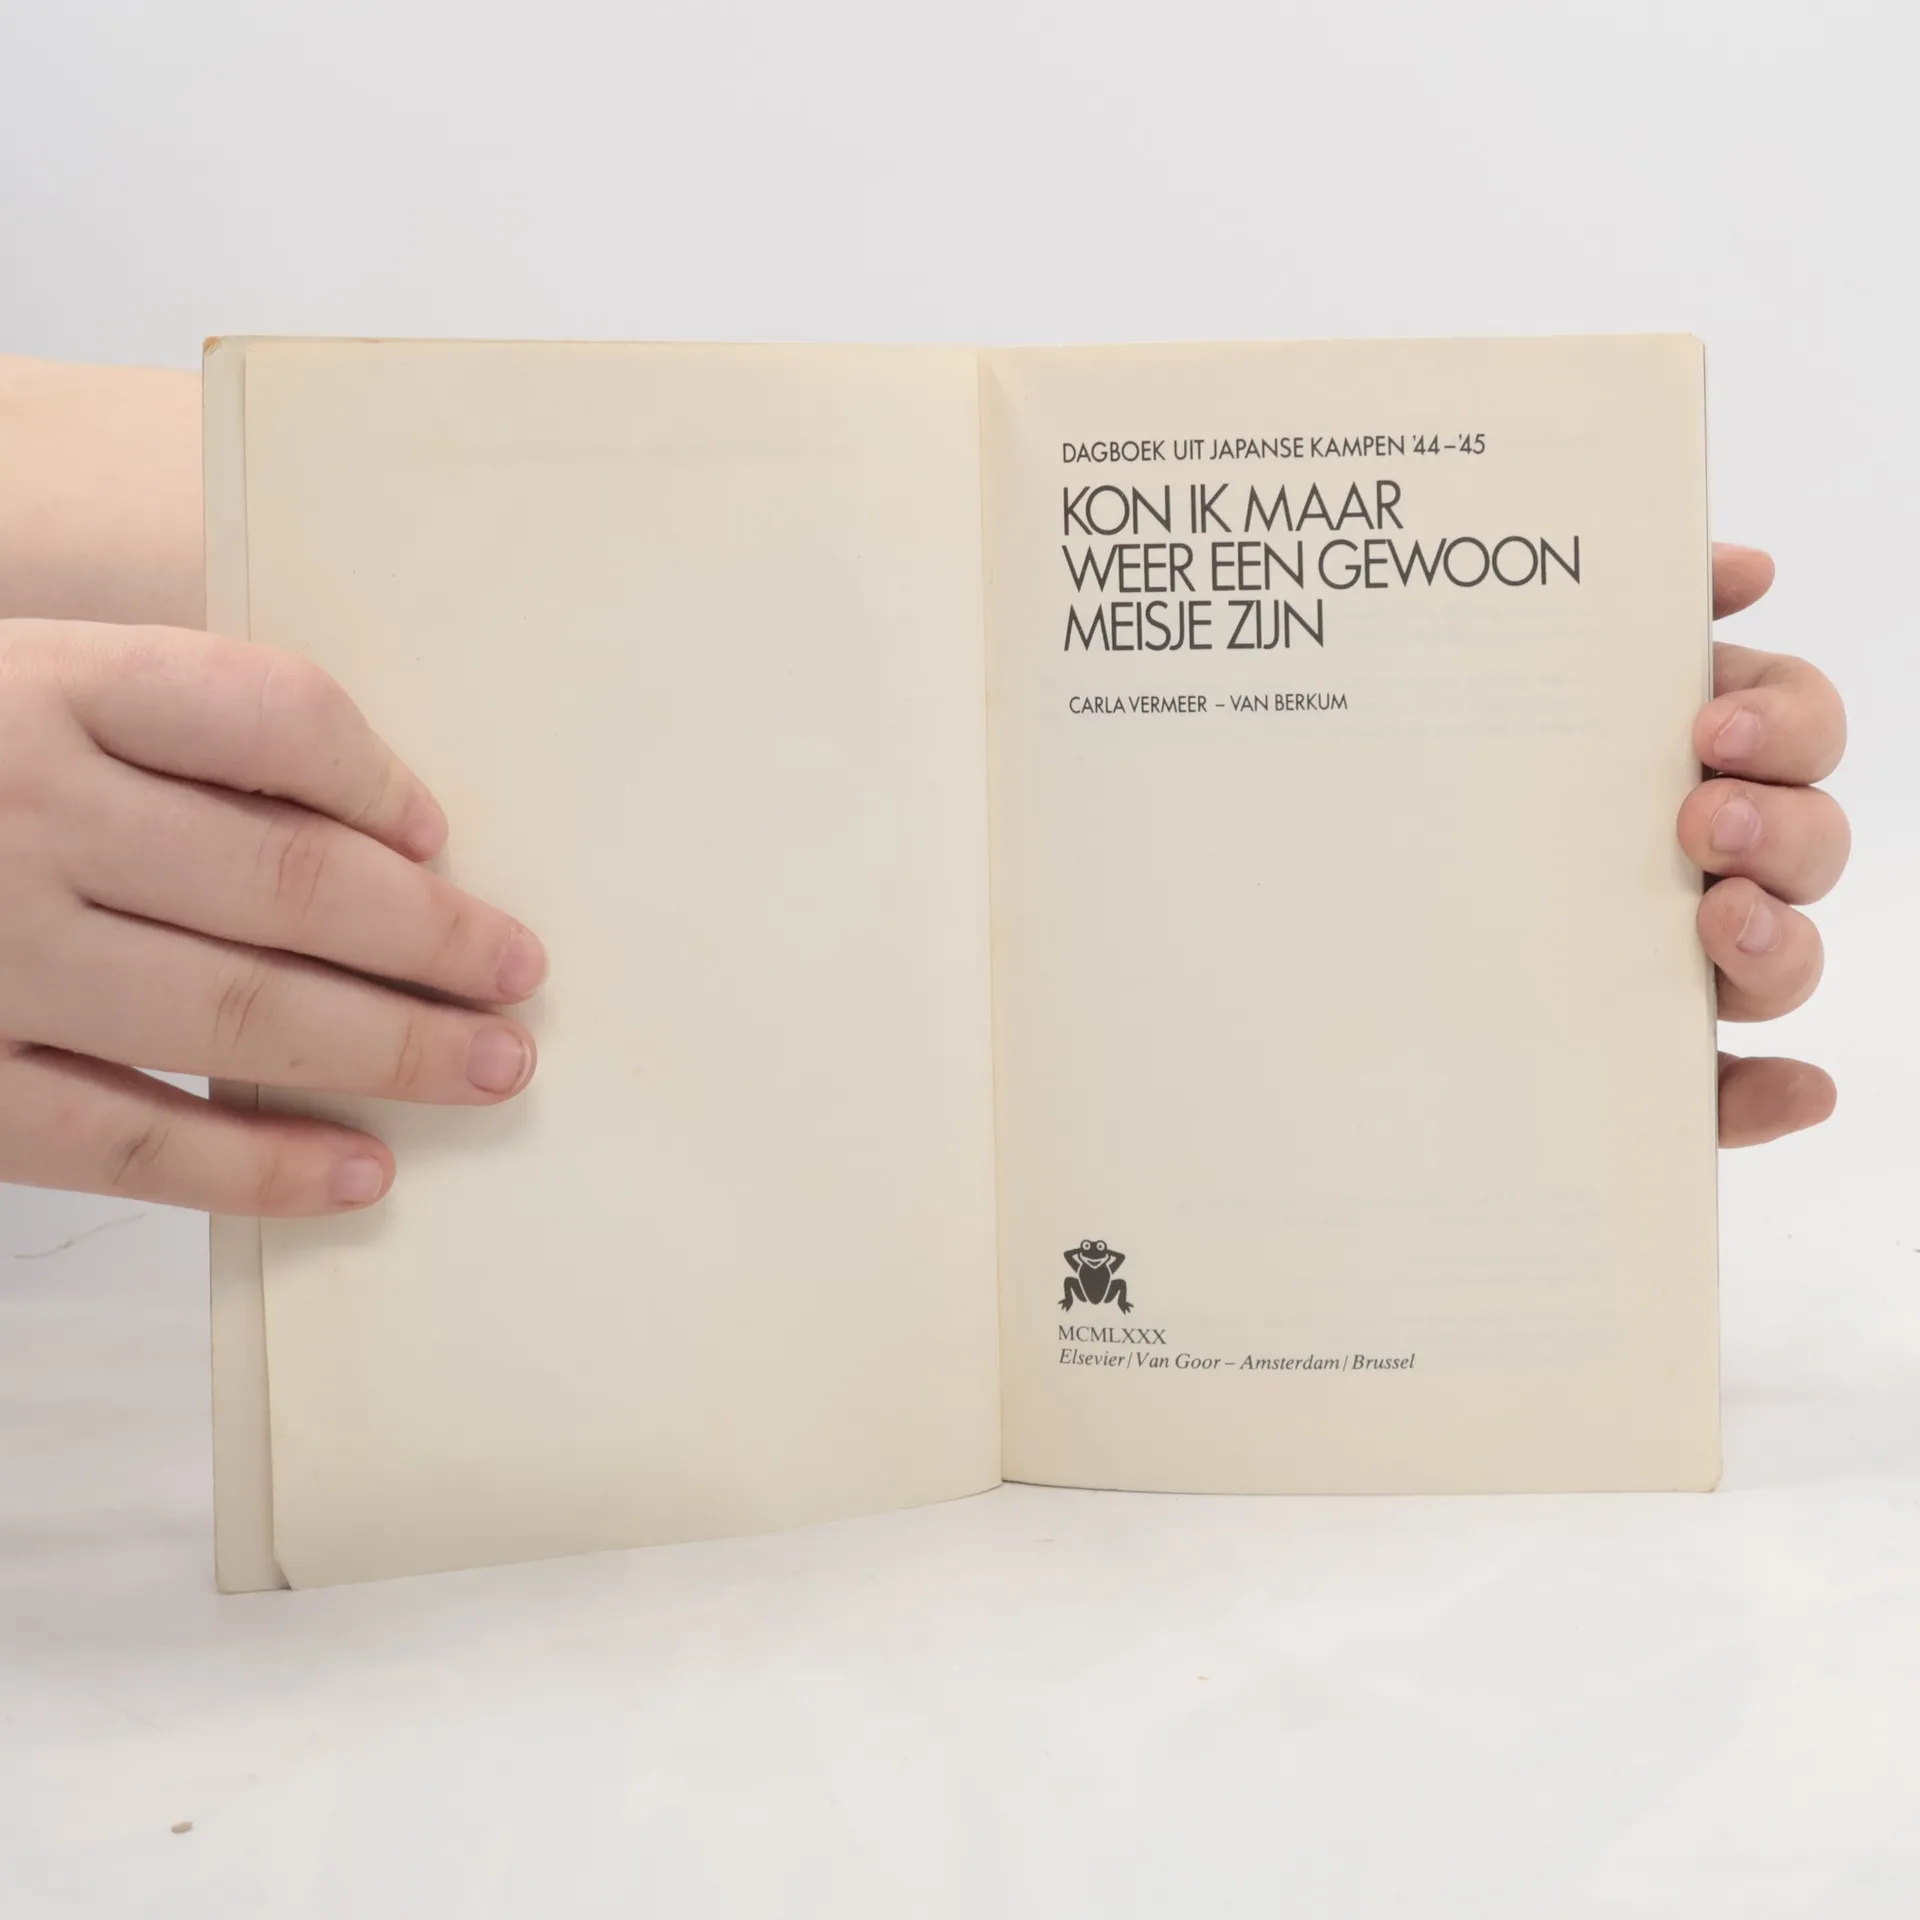 DAGBOEK UIT JAPANSE KAMPEN '44–'45
KON IK MAAR
WEER EEN GEWOON
MEISJE ZIJN
CARLA VERMEER – VAN BERKUM
MCMLXXX
Elsevier/Van Goor – Amsterdam/Brussel